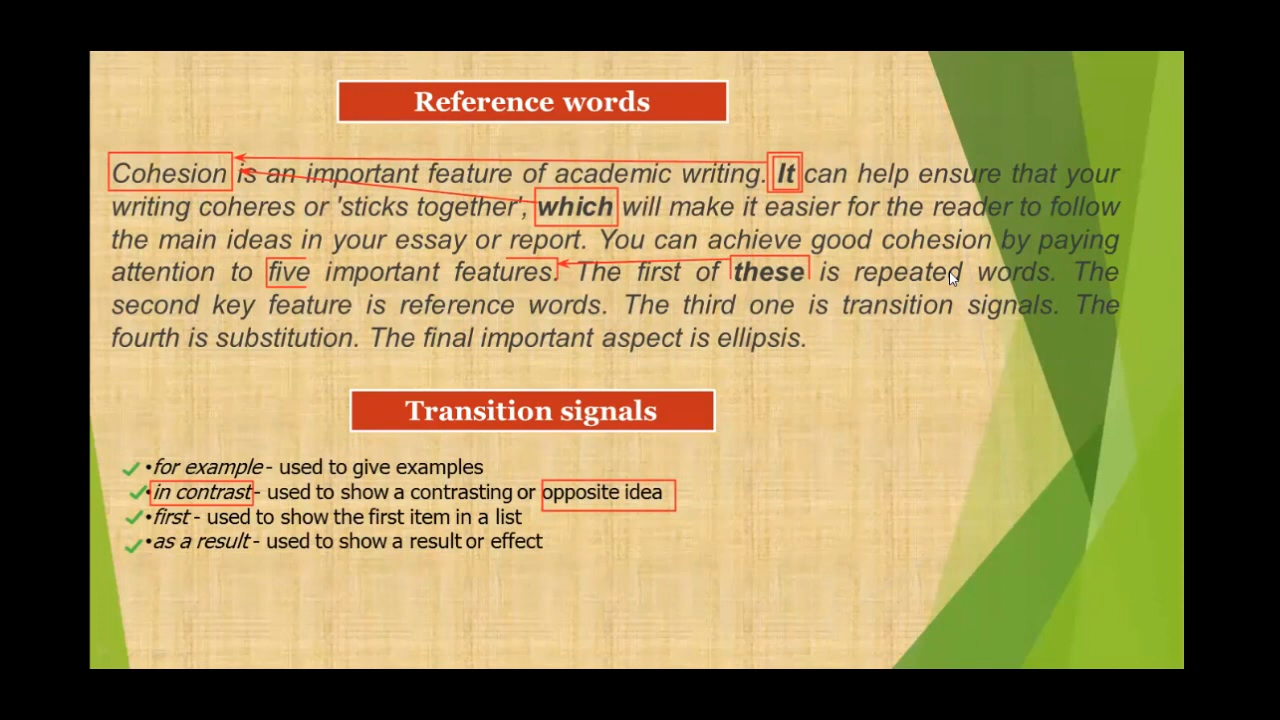 Reference words
Cohesion is an important feature of academic writing. It can help ensure that your
writing coheres or 'sticks together', which will make it easier for the reader to follow
the main ideas in your essay or report. You can achieve good cohesion by paying
attention to five important features. The first of these is repeated words. The
second key feature is reference words. The third one is transition signals. The
fourth is substitution. The final important aspect is ellipsis.
Transition signals
•for example- used to give examples
•in contrast- used to show a contrasting or opposite idea
•first - used to show the first item in a list
•as a result- used to show a result or effect